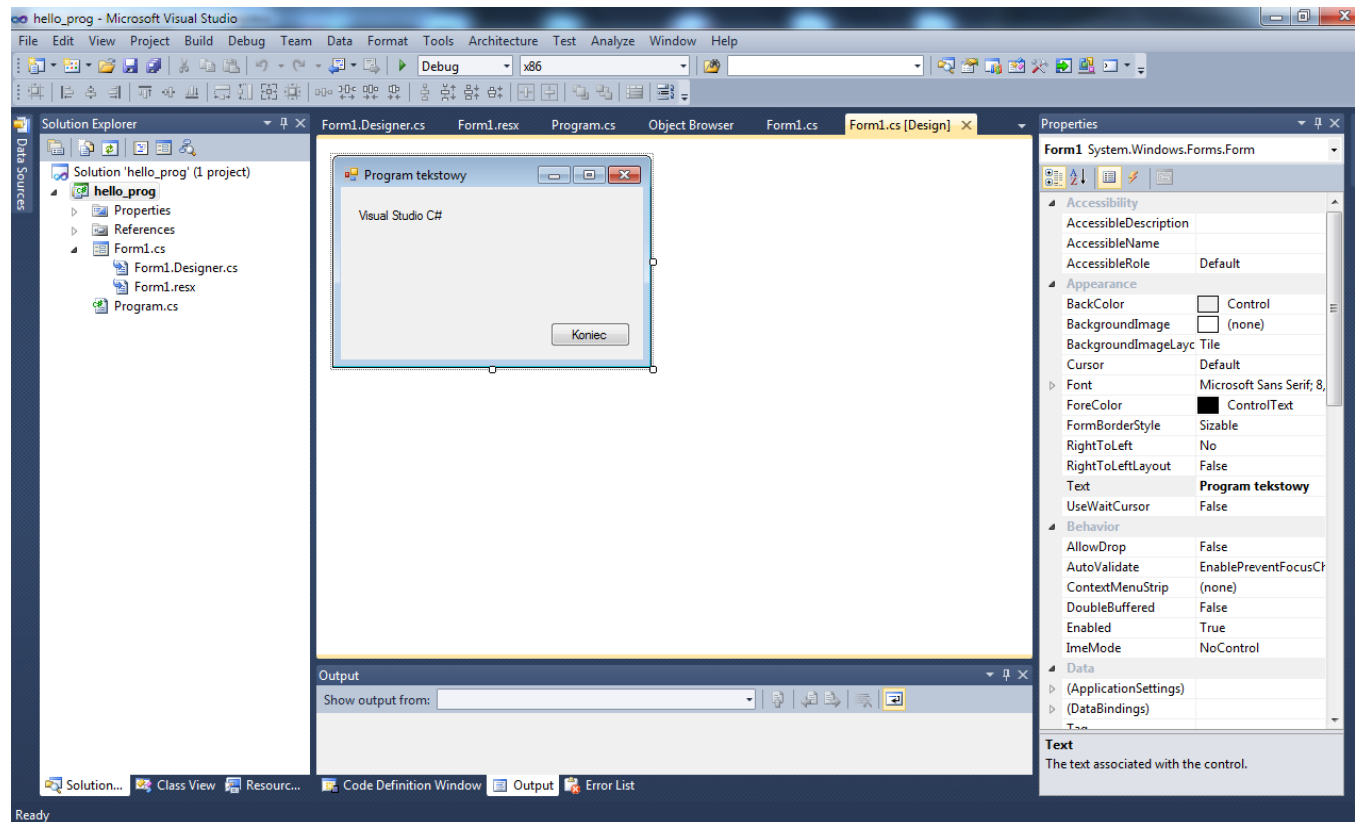 hello_prog - Microsoft Visual Studio
File Edit View Project Build Debug Team Data Format Tools Architecture Test Analyze Window Help
Debug x86
Data Sources
Solution Explorer
Solution 'hello_prog' (1 project)
hello_prog
Properties
References
Form1.cs
Form1.Designer.cs
Form1.resx
Program.cs
Solution... Class View Resourc...
Form1.Designer.cs Form1.resx Program.cs Object Browser Form1.cs Form1.cs [Design]
Program tekstowy
Visual Studio C#
Koniec
Output
Show output from:
Code Definition Window Output Error List
Properties
Form1 System.Windows.Forms.Form
Accessibility
AccessibleDescription
AccessibleName
AccessibleRole Default
Appearance
BackColor Control
BackgroundImage (none)
BackgroundImageLayc Tile
Cursor Default
Font Microsoft Sans Serif; 8,
ForeColor ControlText
FormBorderStyle Sizable
RightToLeft No
RightToLeftLayout False
Text Program tekstowy
UseWaitCursor False
Behavior
AllowDrop False
AutoValidate EnablePreventFocusCh
ContextMenuStrip (none)
DoubleBuffered False
Enabled True
ImeMode NoControl
Data
(ApplicationSettings)
(DataBindings)
Tag
Text
The text associated with the control.
Ready